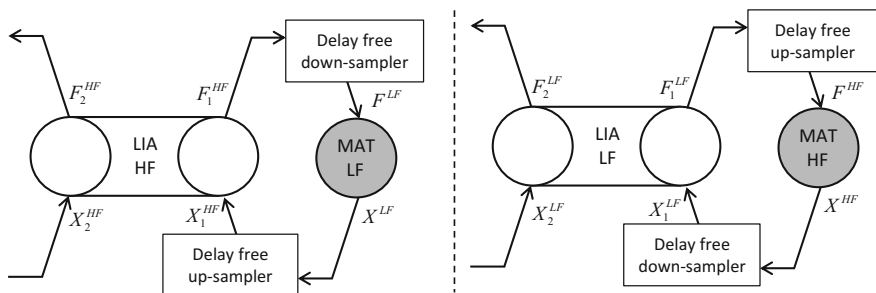 Delay free
down-sampler
F_2^{HF}
F_1^{HF}
F^{LF}
LIA
HF
MAT
LF
X_2^{HF}
X_1^{HF}
X^{LF}
Delay free
up-sampler
Delay free
up-sampler
F_2^{LF}
F_1^{LF}
F^{HF}
LIA
LF
MAT
HF
X_2^{LF}
X_1^{LF}
X^{HF}
Delay free
down-sampler